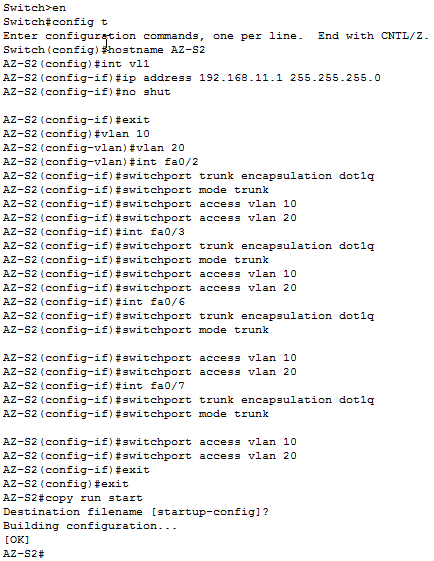 Switch>en
Switch#config t
Enter configuration commands, one per line.  End with CNTL/Z.
Switch(config)#hostname AZ-S2
AZ-S2(config)#int vl1
AZ-S2(config-if)#ip address 192.168.11.1 255.255.255.0
AZ-S2(config-if)#no shut
AZ-S2(config-if)#exit
AZ-S2(config)#vlan 10
AZ-S2(config-vlan)#vlan 20
AZ-S2(config-vlan)#int fa0/2
AZ-S2(config-if)#switchport trunk encapsulation dot1q
AZ-S2(config-if)#switchport mode trunk
AZ-S2(config-if)#switchport access vlan 10
AZ-S2(config-if)#switchport access vlan 20
AZ-S2(config-if)#int fa0/3
AZ-S2(config-if)#switchport trunk encapsulation dot1q
AZ-S2(config-if)#switchport mode trunk
AZ-S2(config-if)#switchport access vlan 10
AZ-S2(config-if)#switchport access vlan 20
AZ-S2(config-if)#int fa0/6
AZ-S2(config-if)#switchport trunk encapsulation dot1q
AZ-S2(config-if)#switchport mode trunk
AZ-S2(config-if)#switchport access vlan 10
AZ-S2(config-if)#switchport access vlan 20
AZ-S2(config-if)#int fa0/7
AZ-S2(config-if)#switchport trunk encapsulation dot1q
AZ-S2(config-if)#switchport mode trunk
AZ-S2(config-if)#switchport access vlan 10
AZ-S2(config-if)#switchport access vlan 20
AZ-S2(config-if)#exit
AZ-S2(config)#exit
AZ-S2#copy run start
Destination filename [startup-config]?
Building configuration...
[OK]
AZ-S2#